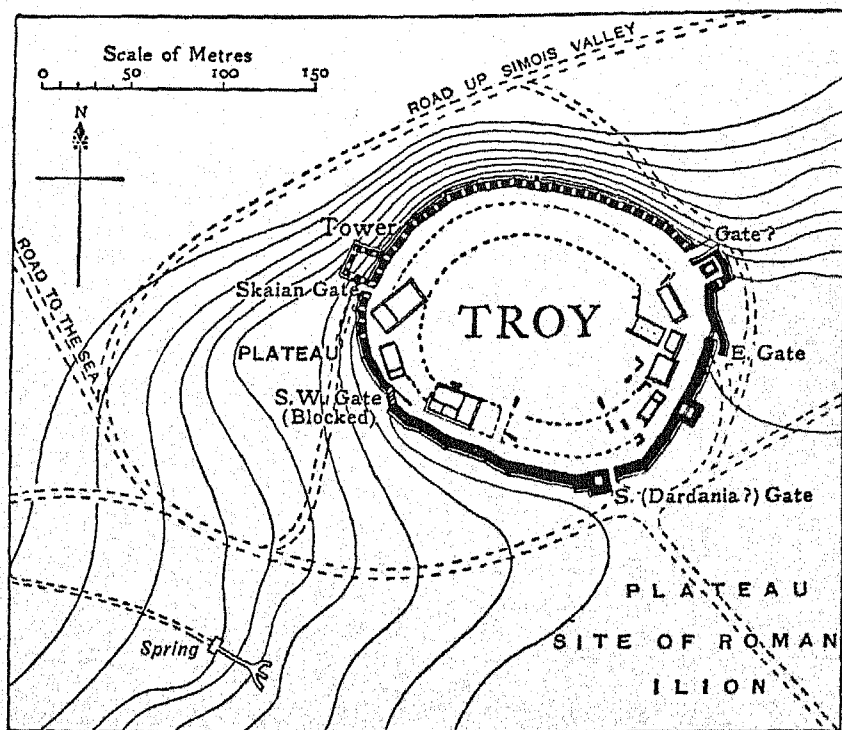 Scale of Metres
0 50 100 150
N
ROAD UP SIMOIS VALLEY
ROAD TO THE SEA
Tower
Gate ?
Skaian Gate
TROY
PLATEAU
E. Gate
S.W. Gate
(Blocked)
S. (Dardania ?) Gate
PLATEAU
SITE OF ROMAN
ILION
Spring